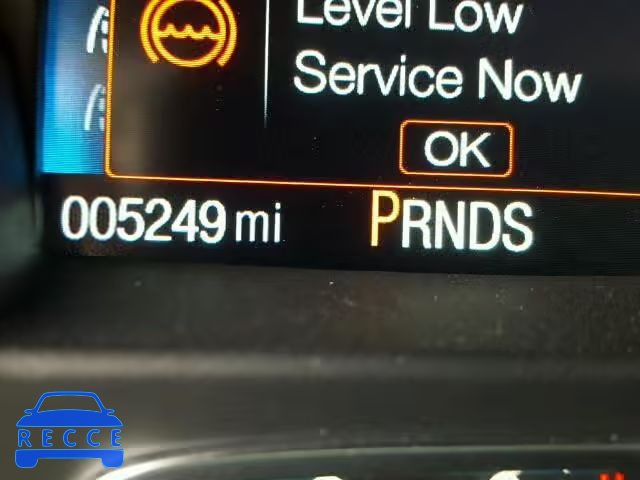 Level Low
Service Now
OK
005249 mi PRNDS
RECCE